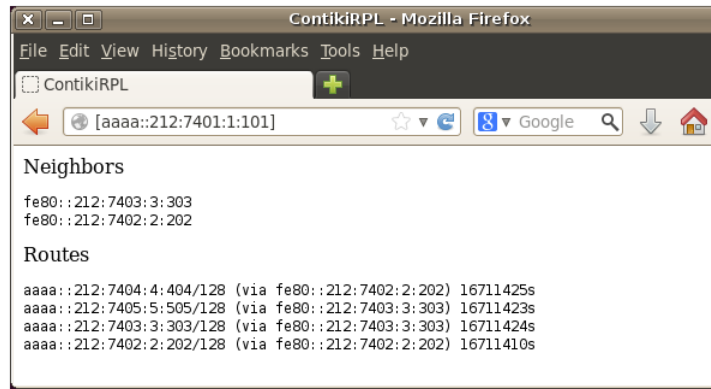 ContikiRPL - Mozilla Firefox
File Edit View History Bookmarks Tools Help
ContikiRPL
[aaaa::212:7401:1:101] Google
Neighbors
fe80::212:7403:3:303
fe80::212:7402:2:202
Routes
aaaa::212:7404:4:404/128 (via fe80::212:7402:2:202) 16711425s
aaaa::212:7405:5:505/128 (via fe80::212:7403:3:303) 16711423s
aaaa::212:7403:3:303/128 (via fe80::212:7403:3:303) 16711424s
aaaa::212:7402:2:202/128 (via fe80::212:7402:2:202) 16711410s